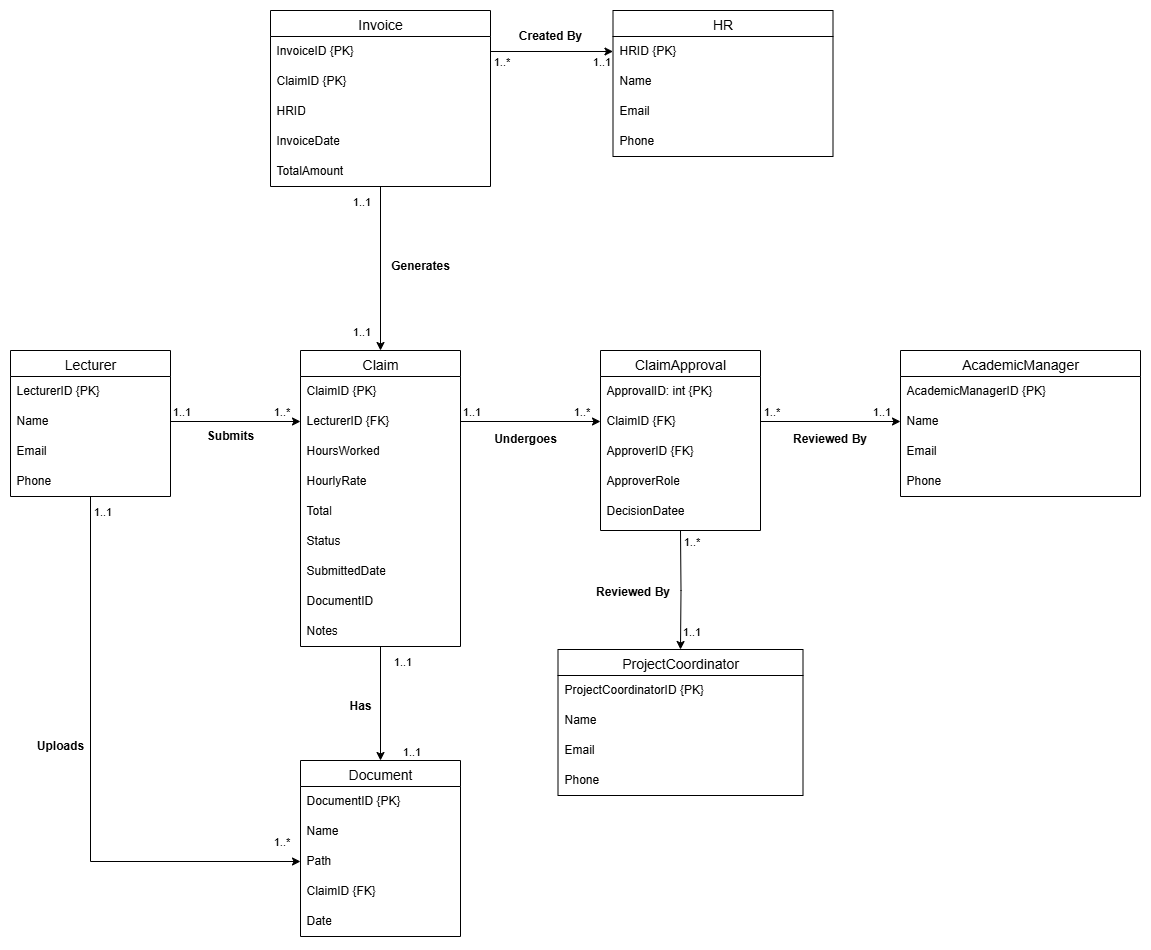 Invoice
InvoiceID {PK}
ClaimID {PK}
HRID
InvoiceDate
TotalAmount
Created By
1..*
1..1
HR
HRID {PK}
Name
Email
Phone
1..1
Generates
1..1
Lecturer
LecturerID {PK}
Name
Email
Phone
1..1
1..*
Submits
Claim
ClaimID {PK}
LecturerID {FK}
HoursWorked
HourlyRate
Total
Status
SubmittedDate
DocumentID
Notes
1..1
1..*
Undergoes
ClaimApproval
ApprovalID: int {PK}
ClaimID {FK}
ApproverID {FK}
ApproverRole
DecisionDatee
1..*
1..1
Reviewed By
AcademicManager
AcademicManagerID {PK}
Name
Email
Phone
1..*
Reviewed By
1..1
ProjectCoordinator
ProjectCoordinatorID {PK}
Name
Email
Phone
1..1
Has
1..1
1..1
Uploads
1..*
Document
DocumentID {PK}
Name
Path
ClaimID {FK}
Date